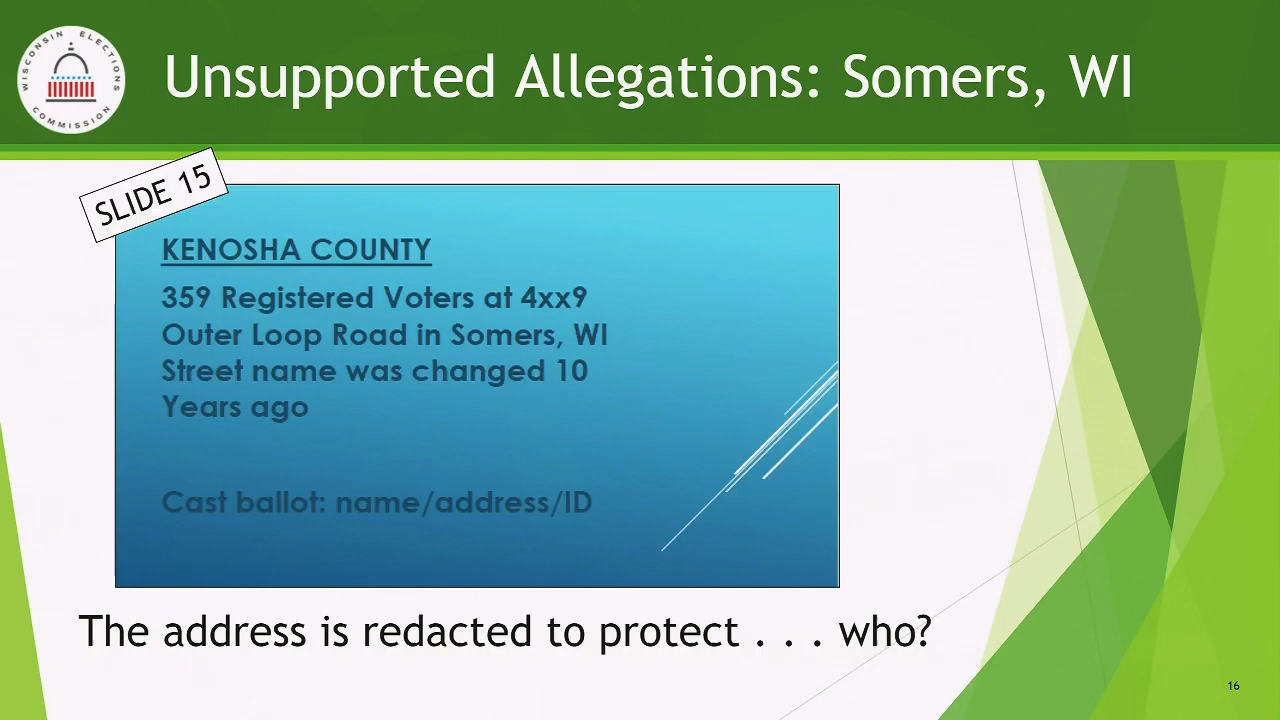 WISCONSIN ELECTIONS COMMISSION
Unsupported Allegations: Somers, WI
SLIDE 15
KENOSHA COUNTY
359 Registered Voters at 4xx9
Outer Loop Road in Somers, WI
Street name was changed 10
Years ago
Cast ballot: name/address/ID
The address is redacted to protect . . . who?
16